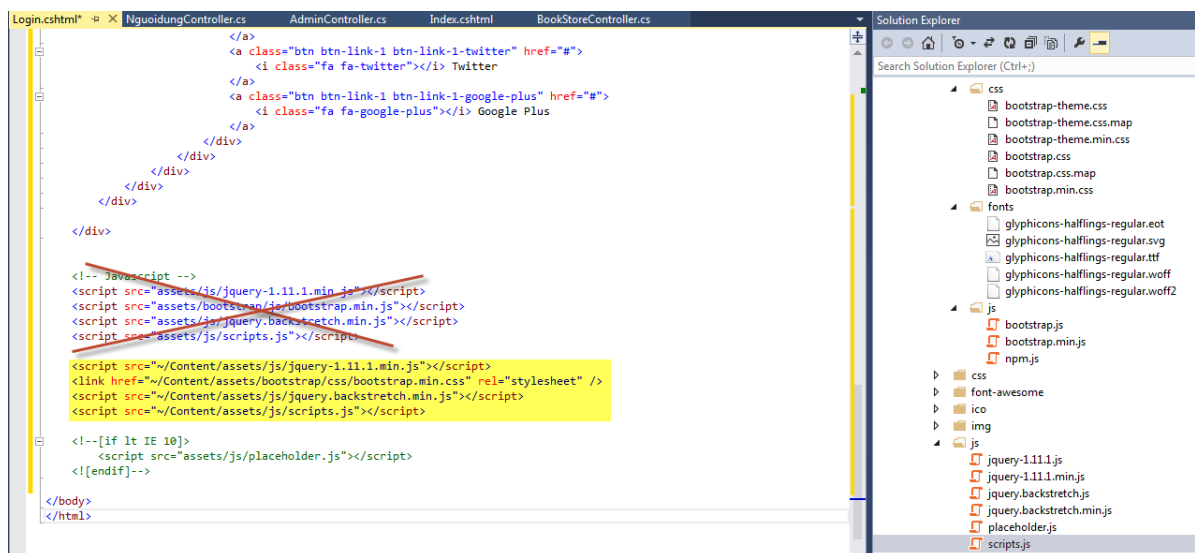 Login.cshtml* NguoidungController.cs AdminController.cs Index.cshtml BookStoreController.cs
</a>
<a class="btn btn-link-1 btn-link-1-twitter" href="#">
<i class="fa fa-twitter"></i> Twitter
</a>
<a class="btn btn-link-1 btn-link-1-google-plus" href="#">
<i class="fa fa-google-plus"></i> Google Plus
</a>
</div>
</div>
</div>
</div>
</div>
</div>
<!-- Javascript -->
<script src="assets/js/jquery-1.11.1.min.js"></script>
<script src="assets/bootstrap/js/bootstrap.min.js"></script>
<script src="assets/js/jquery.backstretch.min.js"></script>
<script src="assets/js/scripts.js"></script>
<script src="~/Content/assets/js/jquery-1.11.1.min.js"></script>
<link href="~/Content/assets/bootstrap/css/bootstrap.min.css" rel="stylesheet" />
<script src="~/Content/assets/js/jquery.backstretch.min.js"></script>
<script src="~/Content/assets/js/scripts.js"></script>
<!--[if lt IE 10]>
<script src="assets/js/placeholder.js"></script>
<![endif]-->
</body>
</html>
Solution Explorer
Search Solution Explorer (Ctrl+;)
css
bootstrap-theme.css
bootstrap-theme.css.map
bootstrap-theme.min.css
bootstrap.css
bootstrap.css.map
bootstrap.min.css
fonts
glyphicons-halflings-regular.eot
glyphicons-halflings-regular.svg
glyphicons-halflings-regular.ttf
glyphicons-halflings-regular.woff
glyphicons-halflings-regular.woff2
js
bootstrap.js
bootstrap.min.js
npm.js
css
font-awesome
ico
img
js
jquery-1.11.1.js
jquery-1.11.1.min.js
jquery.backstretch.js
jquery.backstretch.min.js
placeholder.js
scripts.js